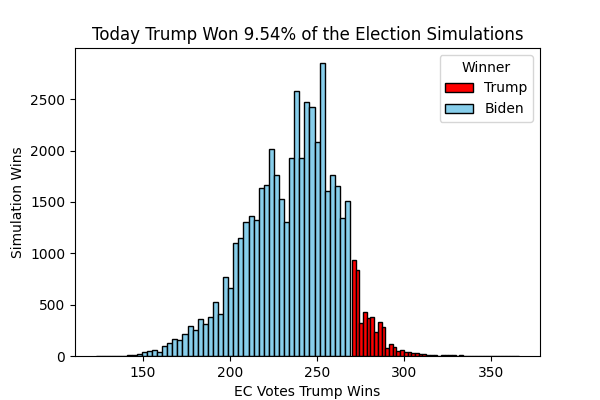 Today Trump Won 9.54% of the Election Simulations
Winner
Trump
Biden
Simulation Wins
2500
2000
1500
1000
500
0
150
200
250
300
350
EC Votes Trump Wins